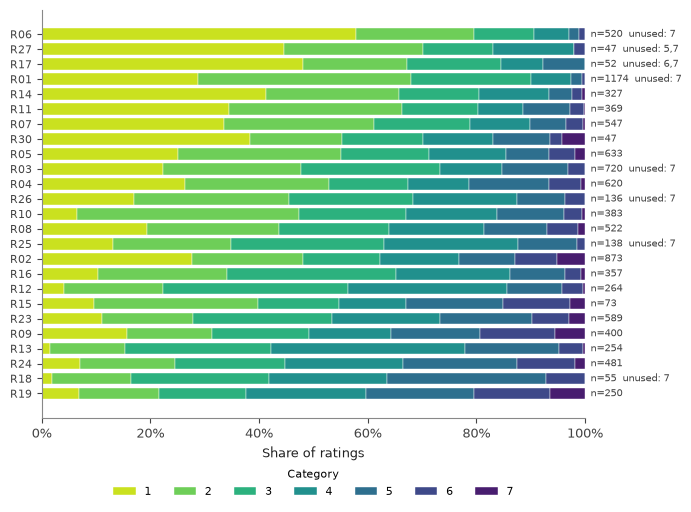 R06 n=520 unused: 7
R27 n=47 unused: 5,7
R17 n=52 unused: 6,7
R01 n=1174 unused: 7
R14 n=327
R11 n=369
R07 n=547
R30 n=47
R05 n=633
R03 n=720 unused: 7
R04 n=620
R26 n=136 unused: 7
R10 n=383
R08 n=522
R25 n=138 unused: 7
R02 n=873
R16 n=357
R12 n=264
R15 n=73
R23 n=589
R09 n=400
R13 n=254
R24 n=481
R18 n=55 unused: 7
R19 n=250
0% 20% 40% 60% 80% 100%
Share of ratings
Category
1 2 3 4 5 6 7